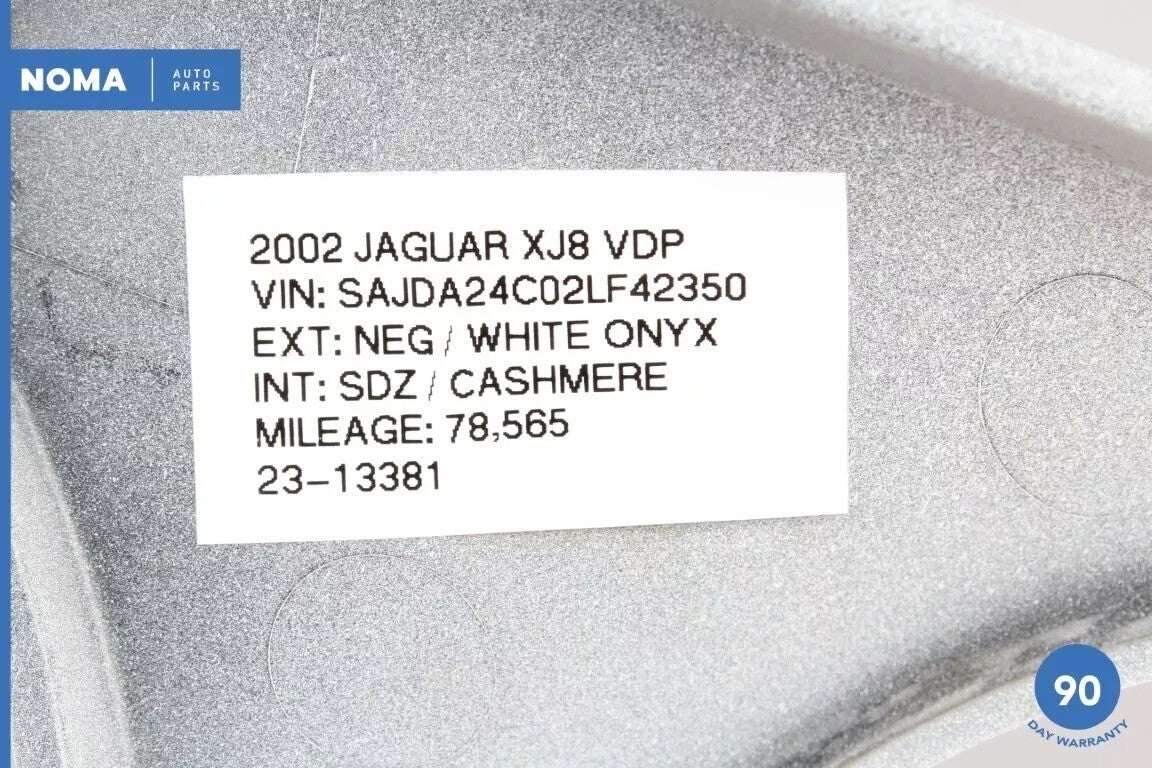 NOMA AUTO PARTS
2002 JAGUAR XJ8 VDP
VIN: SAJDA24C02LF42350
EXT: NEG / WHITE ONYX
INT: SDZ / CASHMERE
MILEAGE: 78,565
23-13381
90
DAY WARRANTY